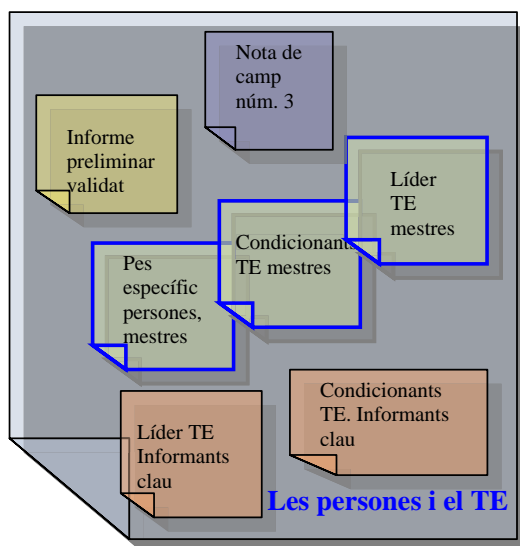 Nota de
camp
núm. 3
Informe
preliminar
validat
Líder
TE
mestres
Condicionants
TE mestres
Pes
específic
persones,
mestres
Condicionants
TE. Informants
clau
Líder TE
Informants
clau
Les persones i el TE